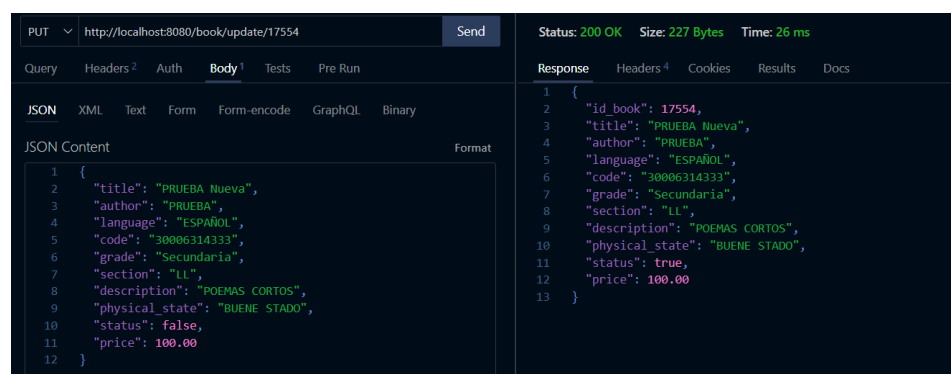 PUT http://localhost:8080/book/update/17554 Send
Query Headers 2 Auth Body 1 Tests Pre Run
JSON XML Text Form Form-encode GraphQL Binary
JSON Content Format
1 {
2 "title": "PRUEBA Nueva",
3 "author": "PRUEBA",
4 "language": "ESPAÑOL",
5 "code": "30006314333",
6 "grade": "Secundaria",
7 "section": "LL",
8 "description": "POEMAS CORTOS",
9 "physical_state": "BUENE STADO",
10 "status": false,
11 "price": 100.00
12 }
Status: 200 OK Size: 227 Bytes Time: 26 ms
Response Headers 4 Cookies Results Docs
1 {
2 "id_book": 17554,
3 "title": "PRUEBA Nueva",
4 "author": "PRUEBA",
5 "language": "ESPAÑOL",
6 "code": "30006314333",
7 "grade": "Secundaria",
8 "section": "LL",
9 "description": "POEMAS CORTOS",
10 "physical_state": "BUENE STADO",
11 "status": true,
12 "price": 100.00
13 }